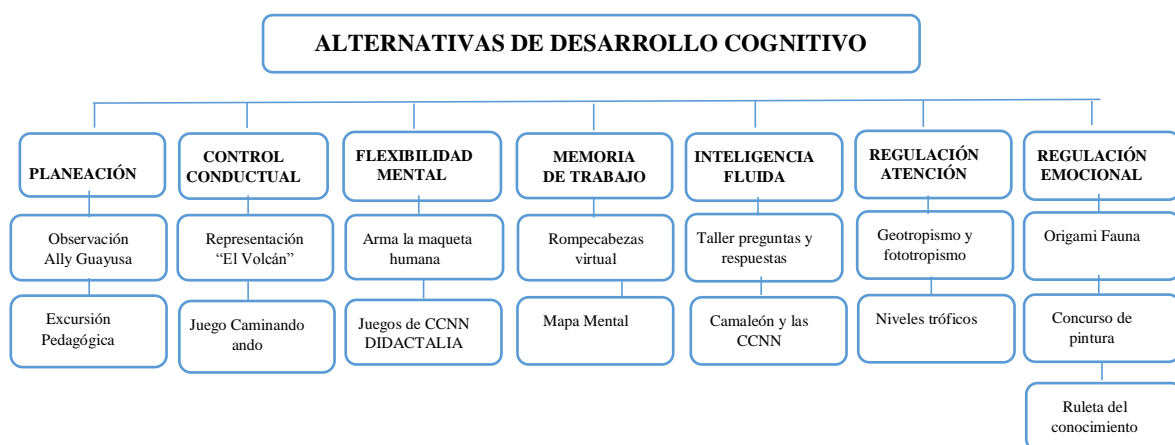 ALTERNATIVAS DE DESARROLLO COGNITIVO
PLANEACIÓN
Observación
Ally Guayusa
Excursión
Pedagógica
CONTROL
CONDUCTUAL
Representación
“El Volcán”
Juego Caminando
ando
FLEXIBILIDAD
MENTAL
Arma la maqueta
humana
Juegos de CCNN
DIDACTALIA
MEMORIA
DE TRABAJO
Rompecabezas
virtual
Mapa Mental
INTELIGENCIA
FLUIDA
Taller preguntas y
respuestas
Camaleón y las
CCNN
REGULACIÓN
ATENCIÓN
Geotropismo y
fototropismo
Niveles tróficos
REGULACIÓN
EMOCIONAL
Origami Fauna
Concurso de
pintura
Ruleta del
conocimiento